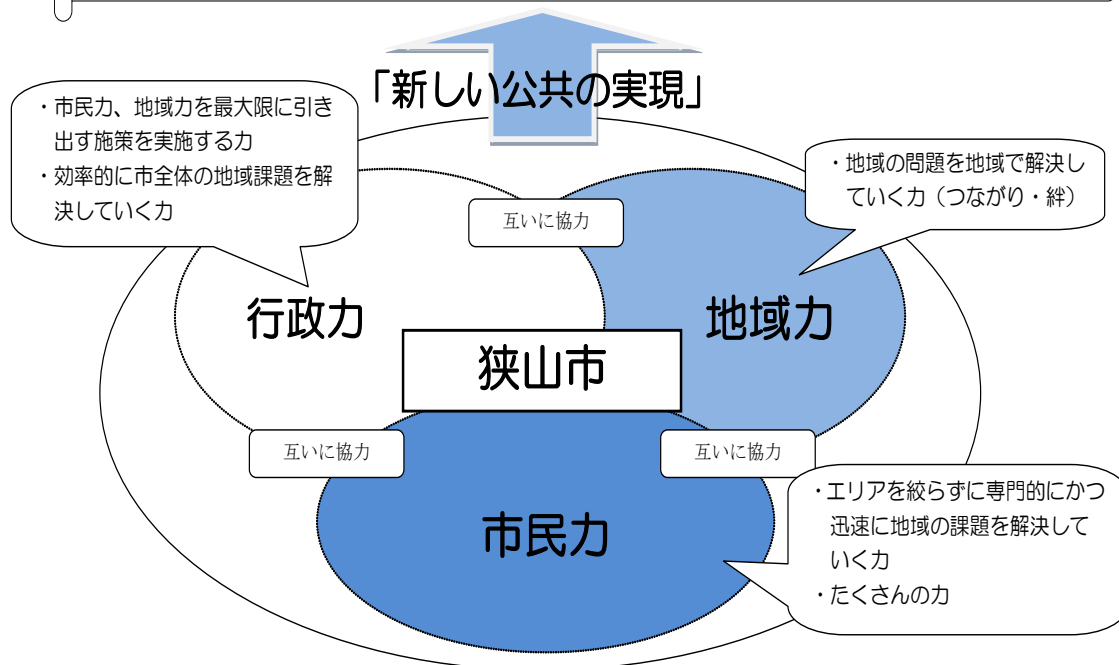 「新しい公共の実現」
・市民力、地域力を最大限に引き
出す施策を実施する力
・効率的に市全体の地域課題を解
決していく力
・地域の問題を地域で解決し
ていく力（つながり・絆）
互いに協力
行政力
地域力
狭山市
互いに協力
互いに協力
市民力
・エリアを絞らずに専門的にかつ
迅速に地域の課題を解決して
いく力
・たくさんの力